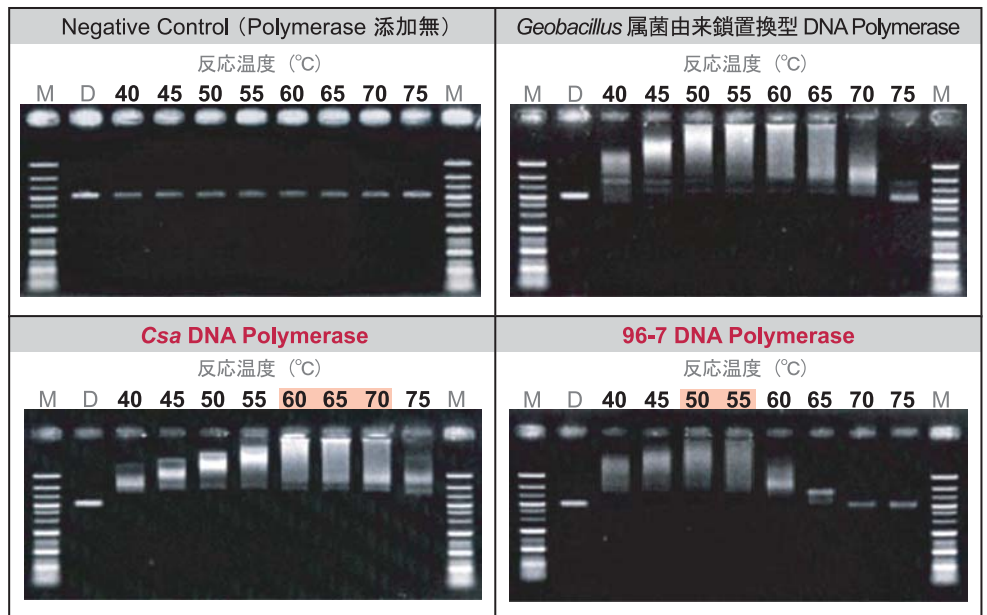 Negative Control（Polymerase 添加無）
反応温度（℃）
M D 40 45 50 55 60 65 70 75 M
Geobacillus 属菌由来鎖置換型 DNA Polymerase
反応温度（℃）
M D 40 45 50 55 60 65 70 75 M
Csa DNA Polymerase
反応温度（℃）
M D 40 45 50 55 60 65 70 75 M
96-7 DNA Polymerase
反応温度（℃）
M D 40 45 50 55 60 65 70 75 M